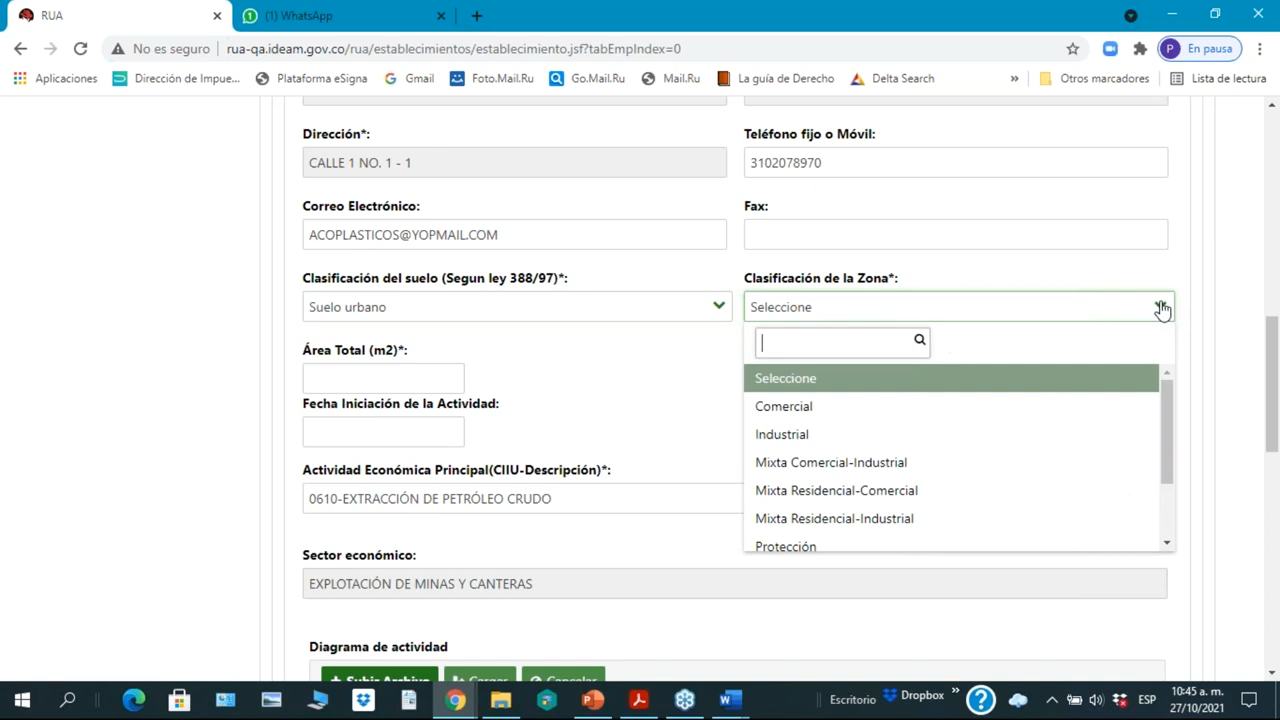 RUA
(1) WhatsApp
No es seguro
rua-qa.ideam.gov.co/rua/establecimientos/establecimiento.jsf?tabEmpIndex=0
P En pausa
Aplicaciones
Dirección de Impue...
Plataforma eSigna
Gmail
Foto.Mail.Ru
Go.Mail.Ru
Mail.Ru
La guía de Derecho
Delta Search
»
Otros marcadores
Lista de lectura
Dirección*:
Teléfono fijo o Móvil:
CALLE 1 NO. 1 - 1
3102078970
Correo Electrónico:
Fax:
ACOPLASTICOS@YOPMAIL.COM
Clasificación del suelo (Segun ley 388/97)*:
Clasificación de la Zona*:
Suelo urbano
Seleccione
Área Total (m2)*:
Seleccione
Fecha Iniciación de la Actividad:
Comercial
Industrial
Mixta Comercial-Industrial
Actividad Económica Principal(CIIU-Descripción)*:
Mixta Residencial-Comercial
0610-EXTRACCIÓN DE PETRÓLEO CRUDO
Mixta Residencial-Industrial
Protección
Sector económico:
EXPLOTACIÓN DE MINAS Y CANTERAS
Diagrama de actividad
+ Subir Archivo
Cargar
Cancelar
Escritorio
Dropbox
»
ESP
10:45 a. m.
27/10/2021